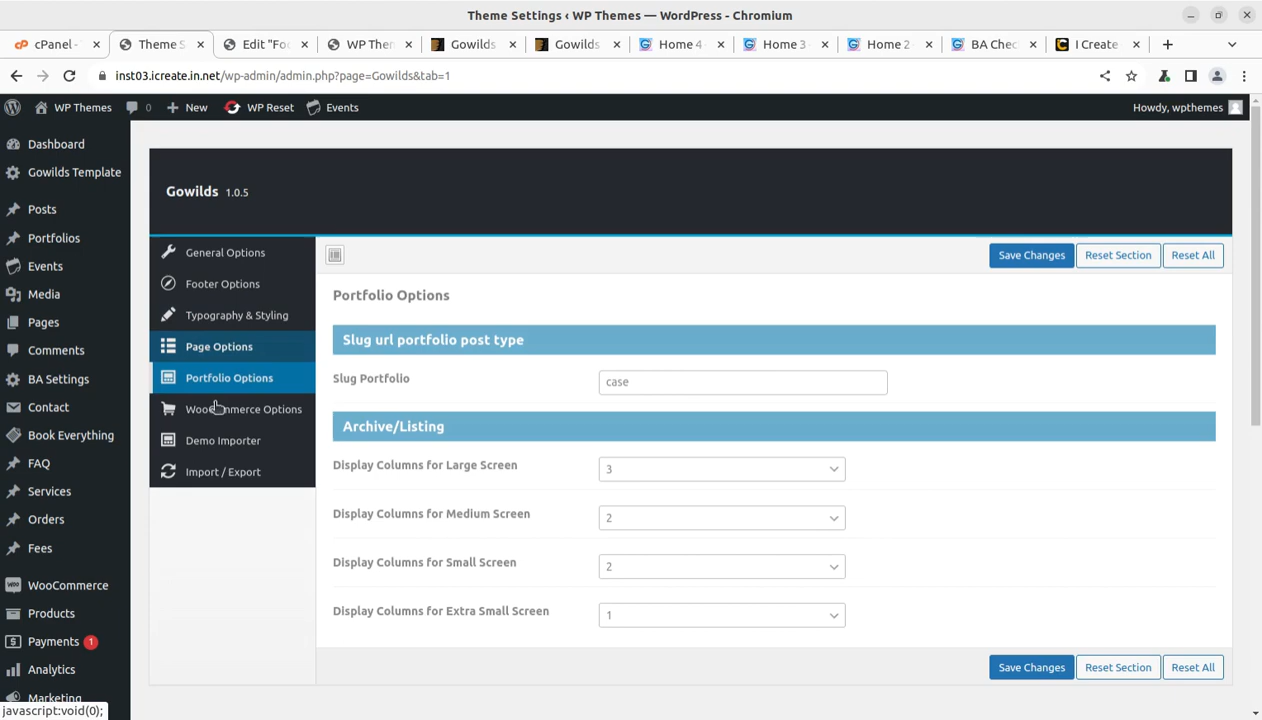 Theme Settings ‹ WP Themes — WordPress - Chromium
cPanel -
Theme S
Edit "Foo
WP Then
Gowilds
Gowilds
Home 4 -
Home 3 -
Home 2 -
BA Chec
I Create
inst03.icreate.in.net/wp-admin/admin.php?page=Gowilds&tab=1
WP Themes
0
New
WP Reset
Events
Howdy, wpthemes
Dashboard
Gowilds Template
Posts
Portfolios
Events
Media
Pages
Comments
BA Settings
Contact
Book Everything
FAQ
Services
Orders
Fees
WooCommerce
Products
Payments 1
Analytics
Marketing
javascript:void(0);
Gowilds 1.0.5
General Options
Footer Options
Typography & Styling
Page Options
Portfolio Options
WooCommerce Options
Demo Importer
Import / Export
Save Changes
Reset Section
Reset All
Portfolio Options
Slug url portfolio post type
Slug Portfolio
case
Archive/Listing
Display Columns for Large Screen
3
Display Columns for Medium Screen
2
Display Columns for Small Screen
2
Display Columns for Extra Small Screen
1
Save Changes
Reset Section
Reset All